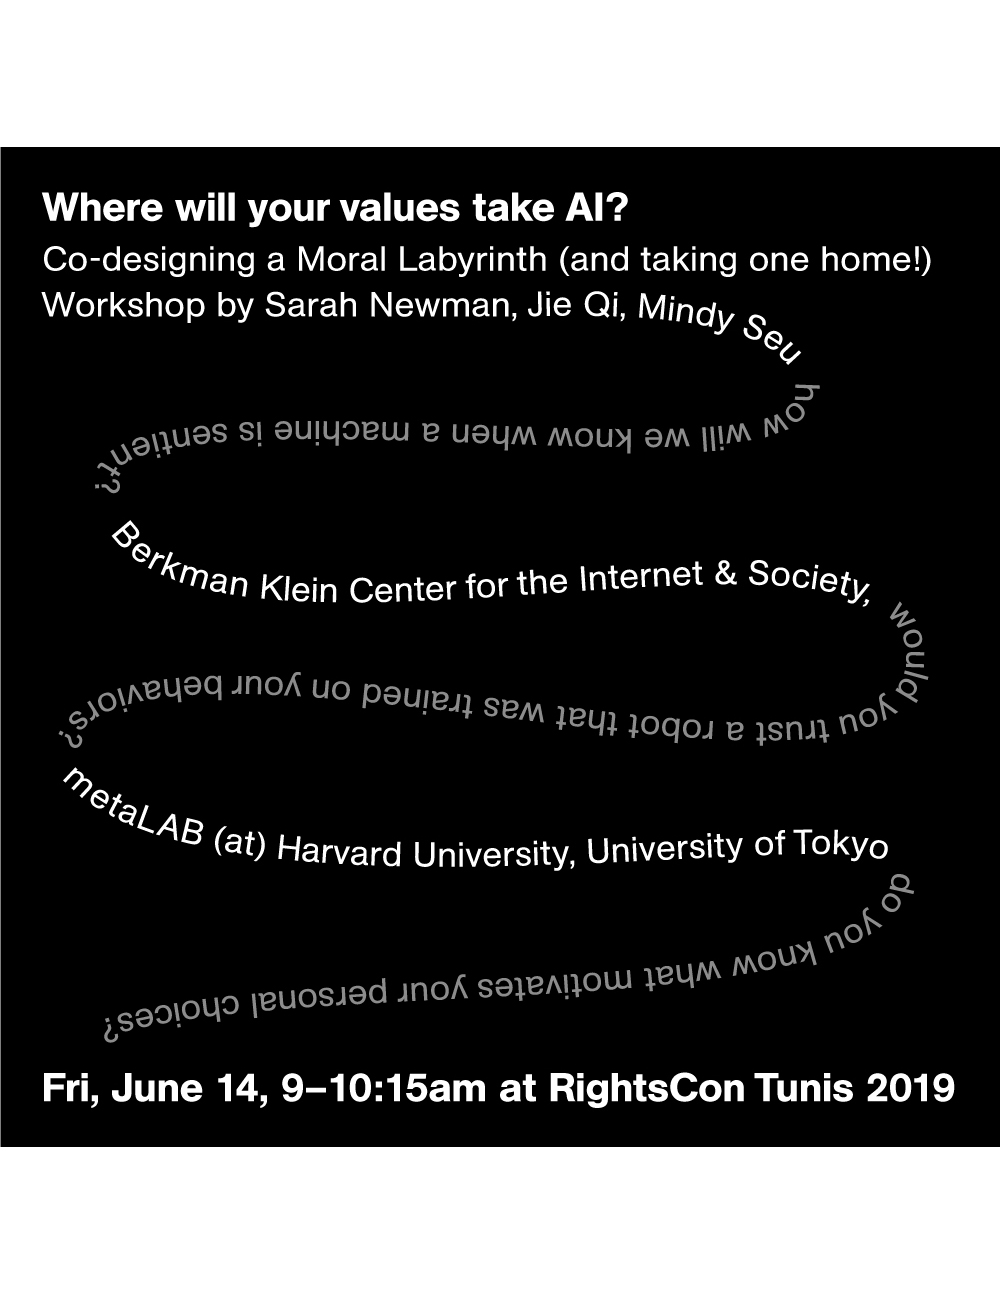 Where will your values take AI?
Co-designing a Moral Labyrinth (and taking one home!)
Workshop by Sarah Newman, Jie Qi, Mindy Seu
how will we know when a machine is sentient?
Berkman Klein Center for the Internet & Society,
would you trust a robot that was trained on your behaviors?
metaLAB (at) Harvard University, University of Tokyo
do you know what motivates your personal choices?
Fri, June 14, 9–10:15am at RightsCon Tunis 2019